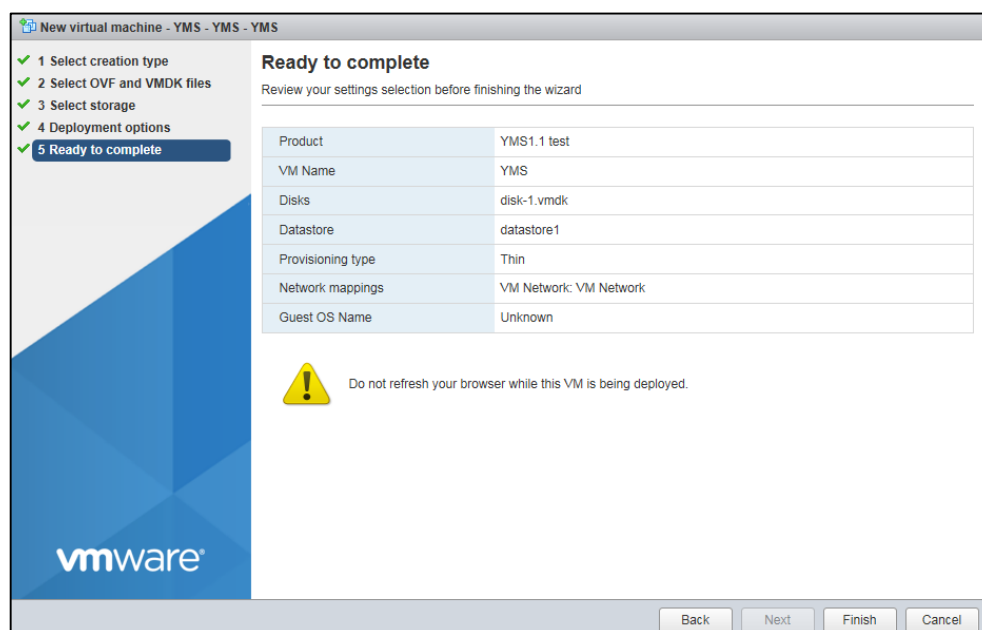 New virtual machine - YMS - YMS - YMS
1 Select creation type
2 Select OVF and VMDK files
3 Select storage
4 Deployment options
5 Ready to complete
Ready to complete
Review your settings selection before finishing the wizard
Product YMS1.1 test
VM Name YMS
Disks disk-1.vmdk
Datastore datastore1
Provisioning type Thin
Network mappings VM Network: VM Network
Guest OS Name Unknown
Do not refresh your browser while this VM is being deployed.
vmware®
Back Next Finish Cancel